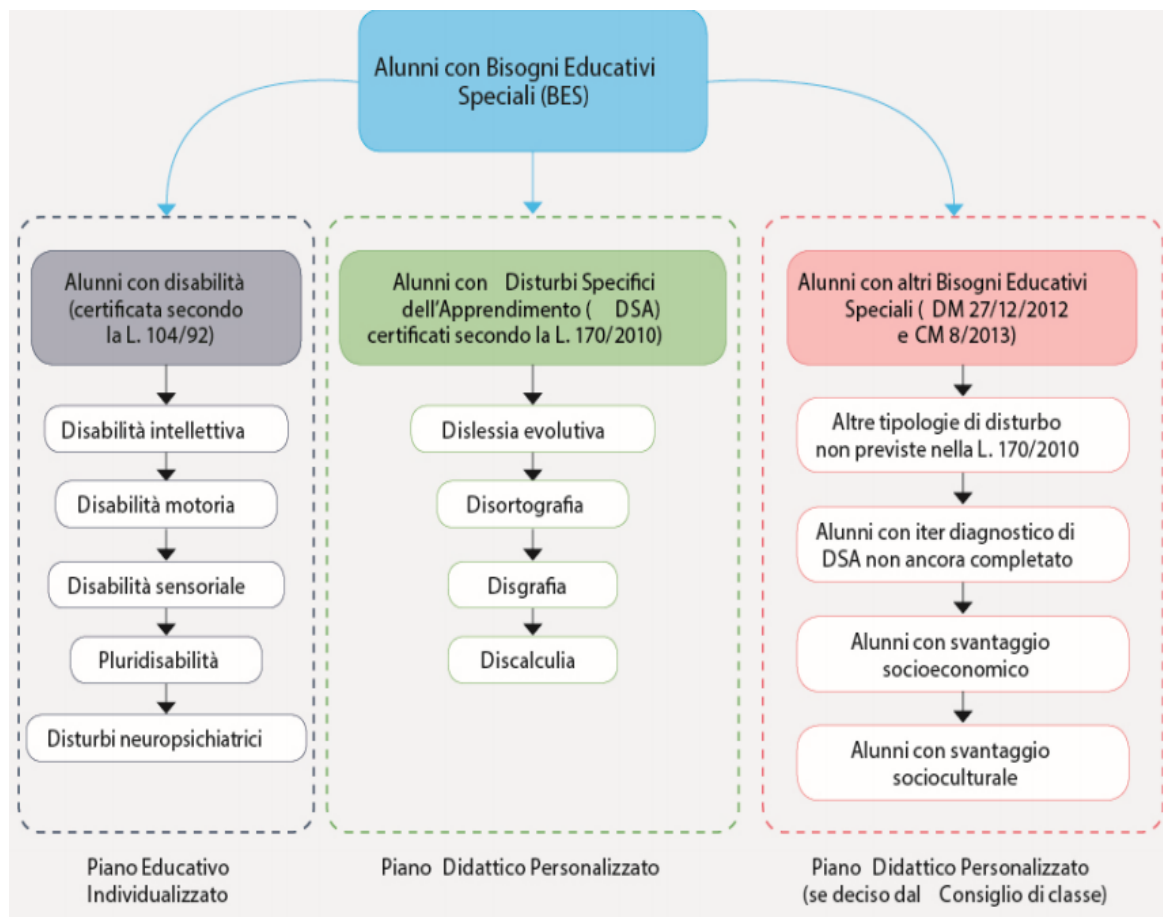 Alunni con Bisogni Educativi
Speciali (BES)
Alunni con disabilità
(certificata secondo
la L. 104/92)
Disabilità intellettiva
Disabilità motoria
Disabilità sensoriale
Pluridisabilità
Disturbi neuropsichiatrici
Piano Educativo
Individualizzato
Alunni con Disturbi Specifici
dell'Apprendimento ( DSA)
certificati secondo la L. 170/2010)
Dislessia evolutiva
Disortografia
Disgrafia
Discalculia
Piano Didattico Personalizzato
Alunni con altri Bisogni Educativi
Speciali ( DM 27/12/2012
e CM 8/2013)
Altre tipologie di disturbo
non previste nella L. 170/2010
Alunni con iter diagnostico di
DSA non ancora completato
Alunni con svantaggio
socioeconomico
Alunni con svantaggio
socioculturale
Piano Didattico Personalizzato
(se deciso dal Consiglio di classe)